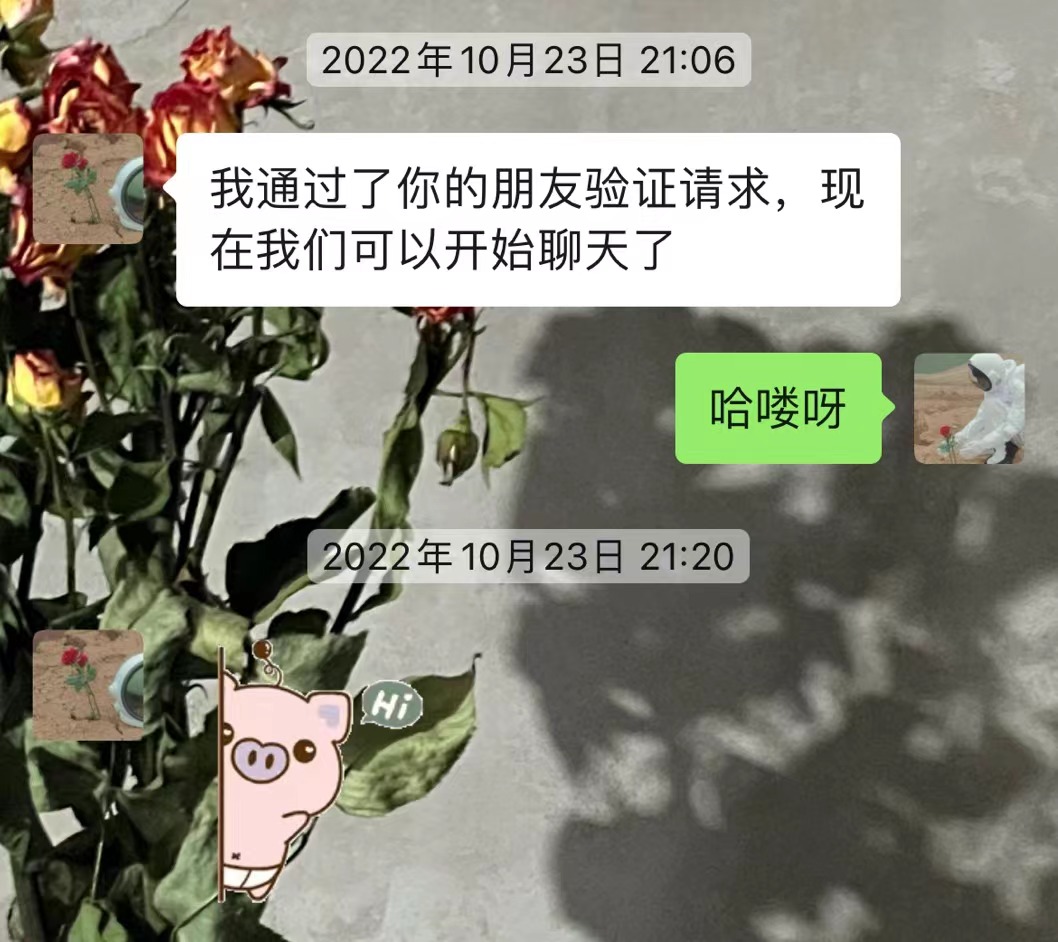 2022年10月23日 21:06
我通过了你的朋友验证请求，现
在我们可以开始聊天了
哈喽呀
2022年10月23日 21:20
Hi